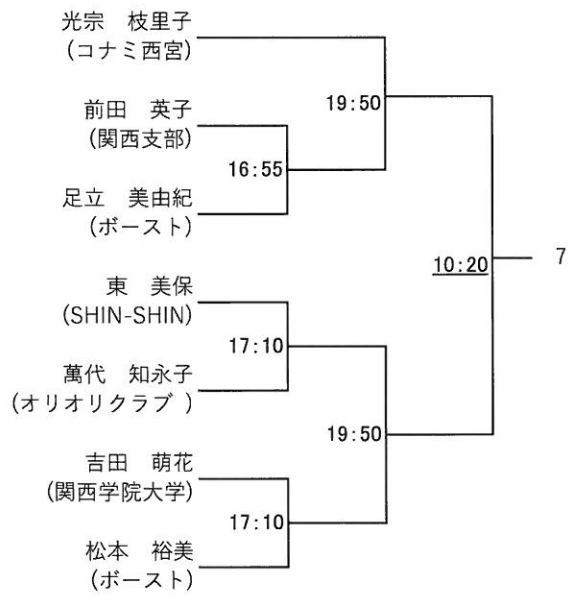 光宗　枝里子
(コナミ西宮)
19:50
前田　英子
(関西支部)
16:55
足立　美由紀
(ボースト)
10:20
7
東　美保
(SHIN-SHIN)
17:10
萬代　知永子
(オリオリクラブ )
19:50
吉田　萌花
(関西学院大学)
17:10
松本　裕美
(ボースト)